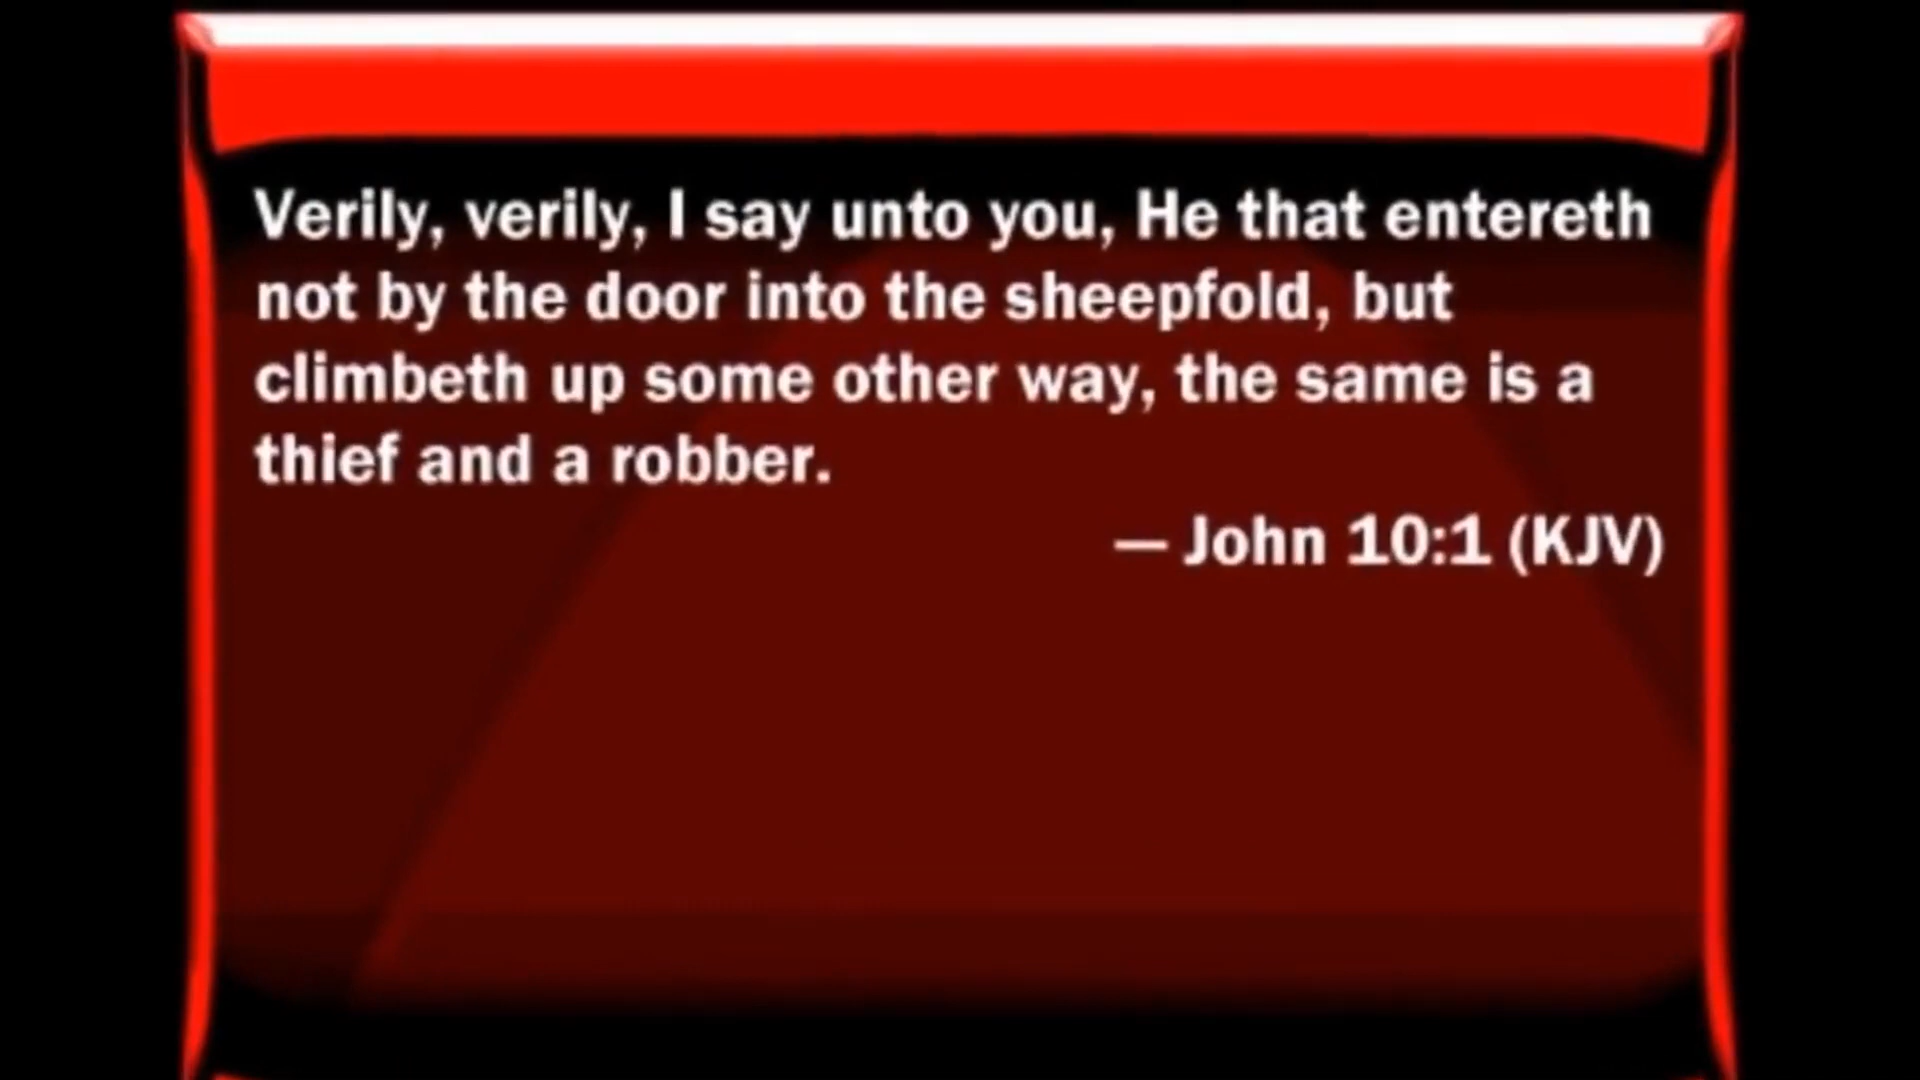 Verily, verily, I say unto you, He that entereth
not by the door into the sheepfold, but
climbeth up some other way, the same is a
thief and a robber.
— John 10:1 (KJV)